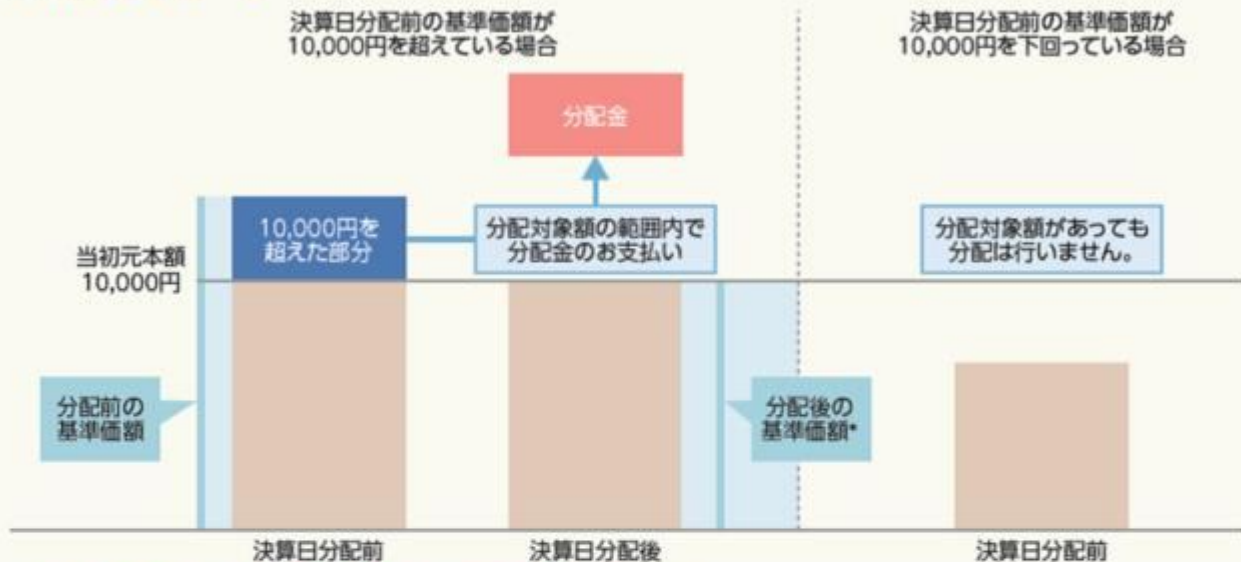 決算日分配前の基準価額が
10,000円を超えている場合
決算日分配前の基準価額が
10,000円を下回っている場合
分配金
10,000円を
超えた部分
分配対象額の範囲内で
分配金のお支払い
分配対象額があっても
分配は行いません。
当初元本額
10,000円
分配前の
基準価額
分配後の
基準価額*
決算日分配前
決算日分配後
決算日分配前